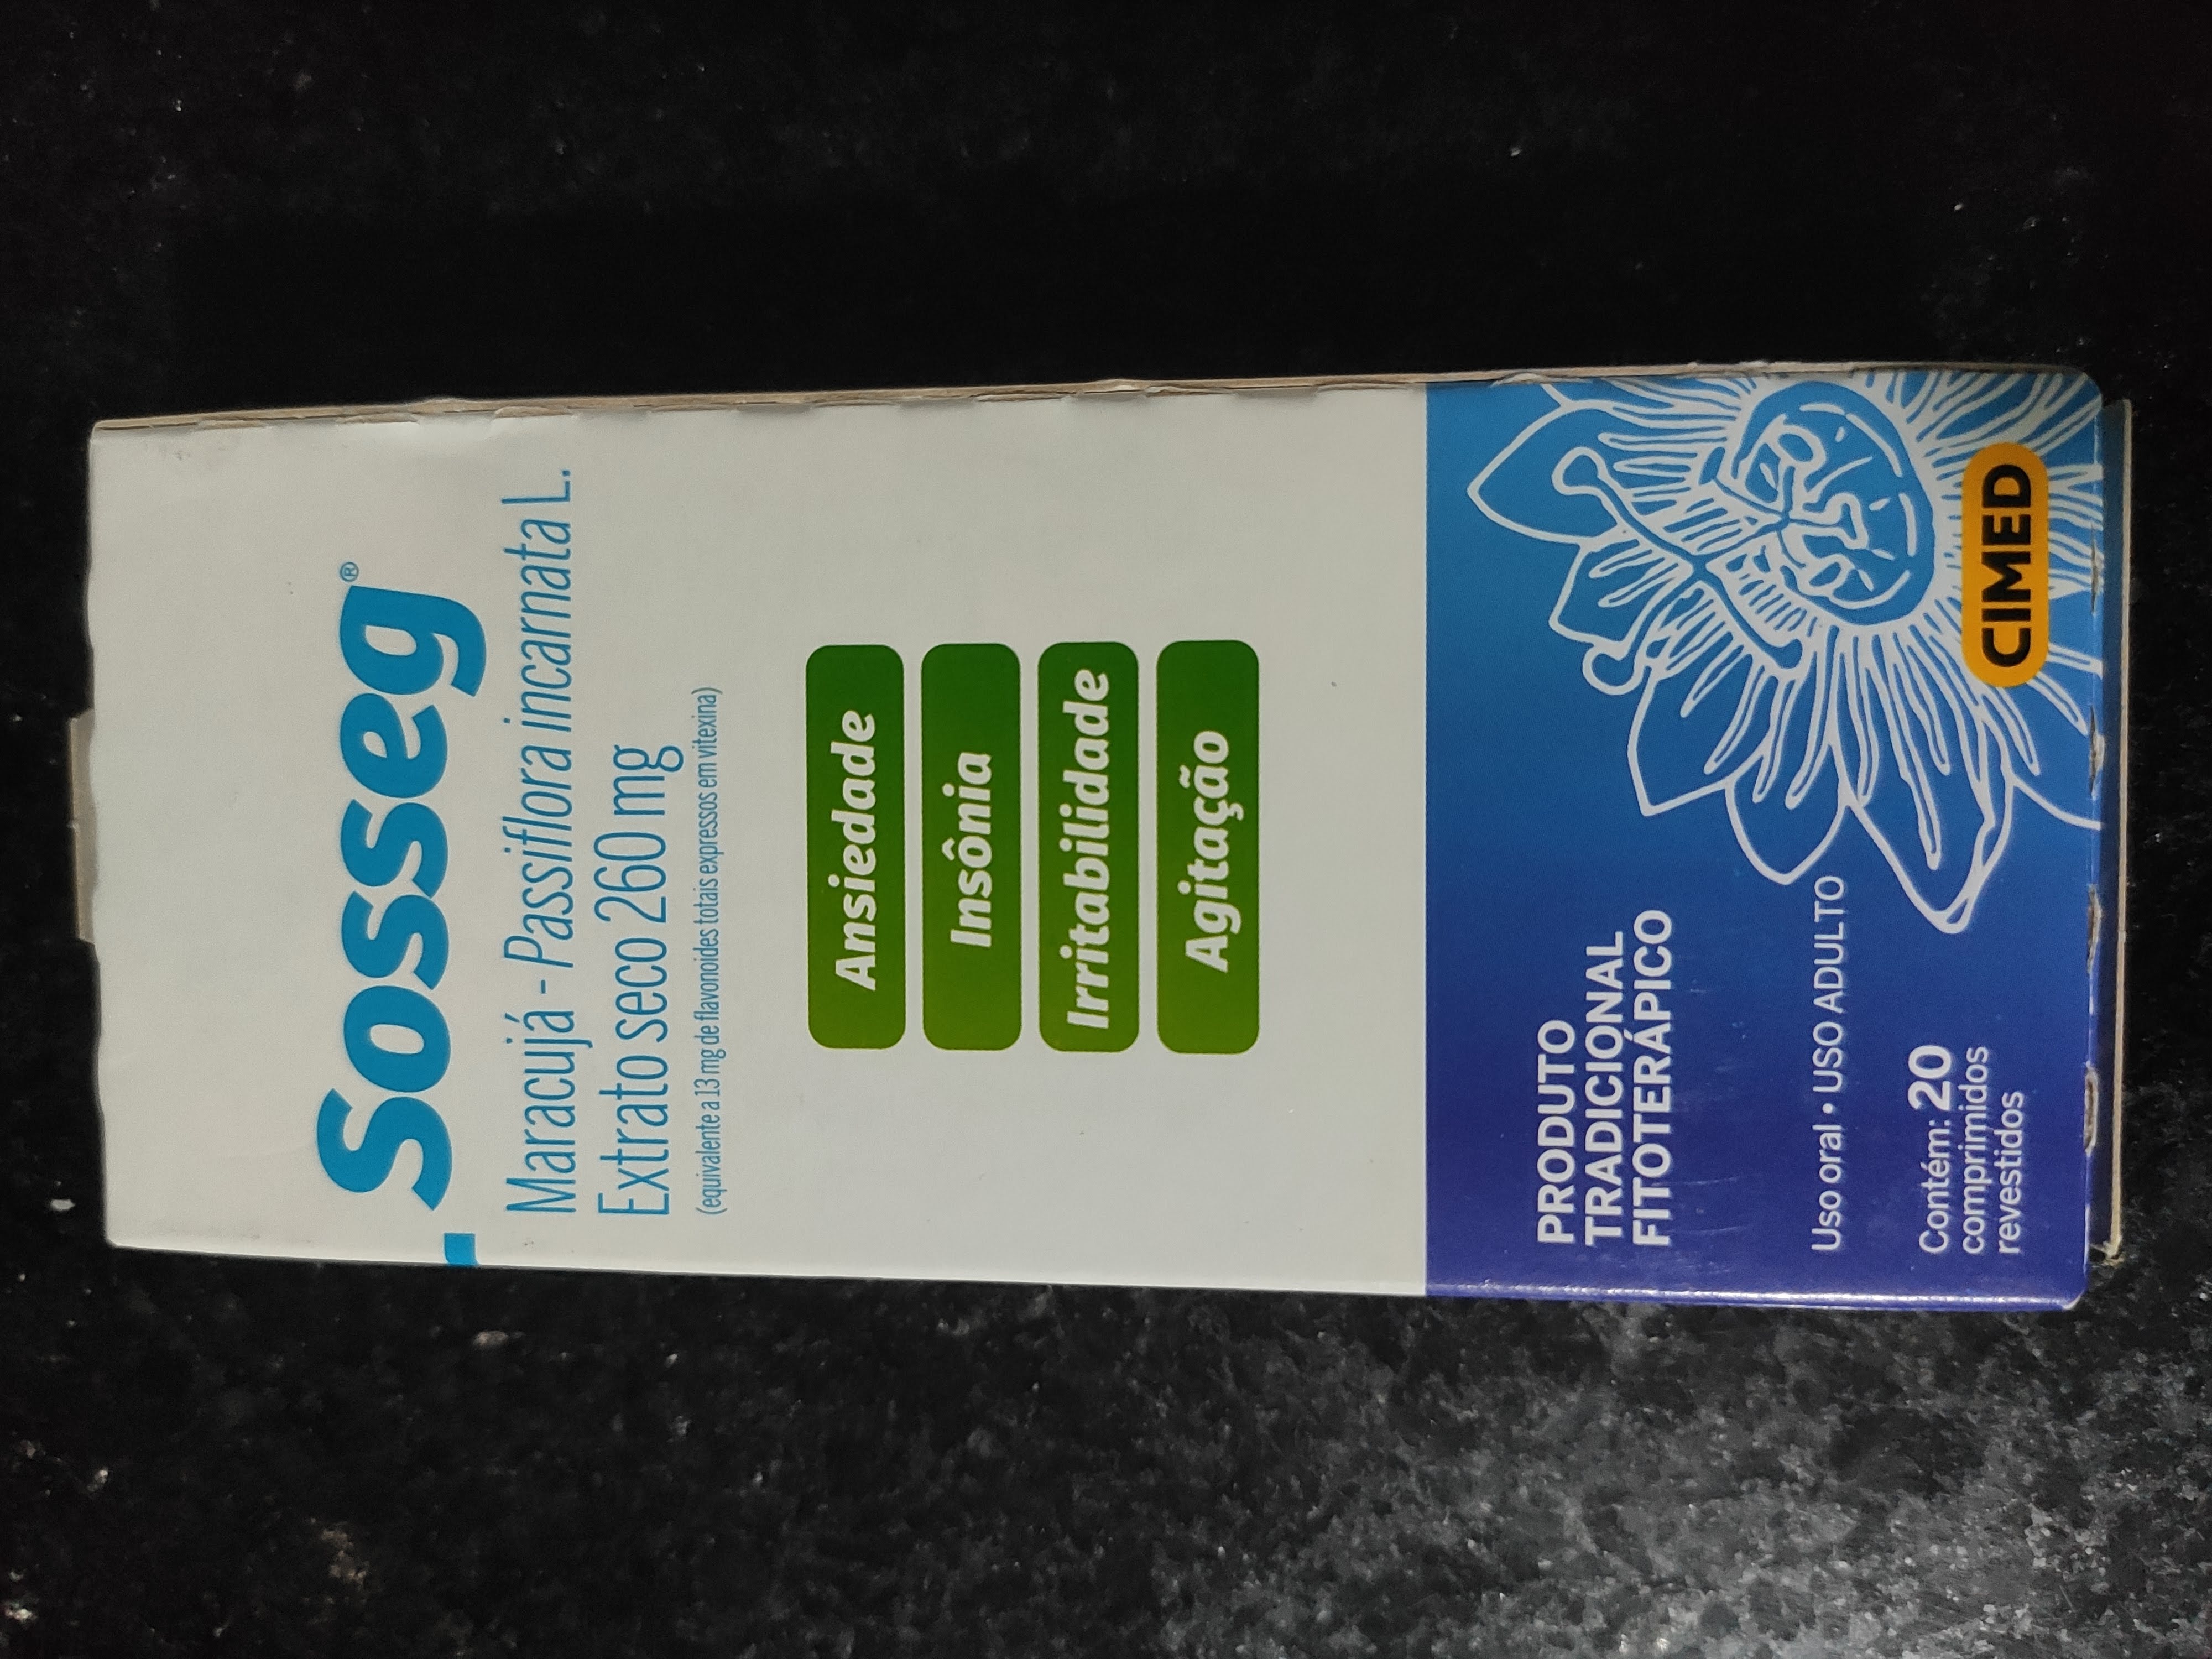 Sosseg®
Maracujá - Passiflora incarnata L.
Extrato seco 260 mg
(equivalente a 13 mg de flavonoides totais expressos em vitexina)
Ansiedade
Insônia
Irritabilidade
Agitação
PRODUTO
TRADICIONAL
FITOTERÁPICO
Uso oral • USO ADULTO
Contém: 20
comprimidos
revestidos
CIMED